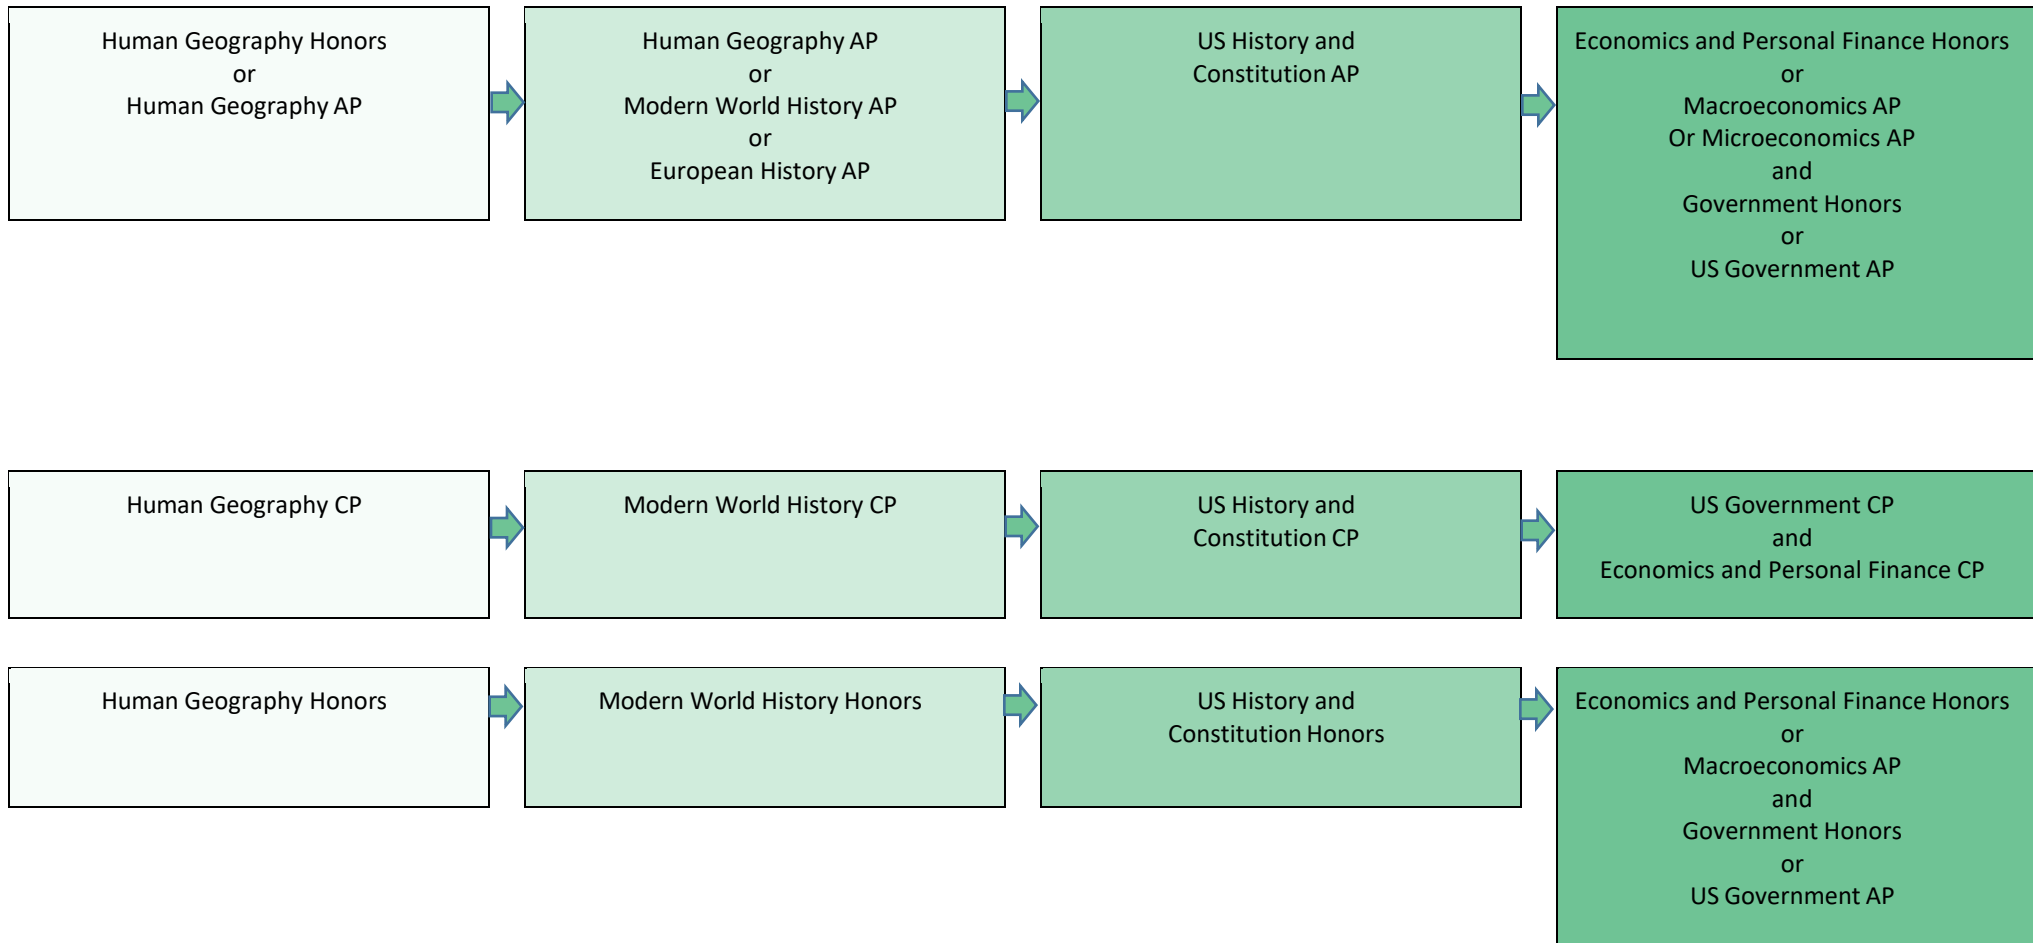 Human Geography Honors
or
Human Geography AP
Human Geography AP
or
Modern World History AP
or
European History AP
US History and
Constitution AP
Economics and Personal Finance Honors
or
Macroeconomics AP
Or Microeconomics AP
and
Government Honors
or
US Government AP
Human Geography CP
Modern World History CP
US History and
Constitution CP
US Government CP
and
Economics and Personal Finance CP
Human Geography Honors
Modern World History Honors
US History and
Constitution Honors
Economics and Personal Finance Honors
or
Macroeconomics AP
and
Government Honors
or
US Government AP